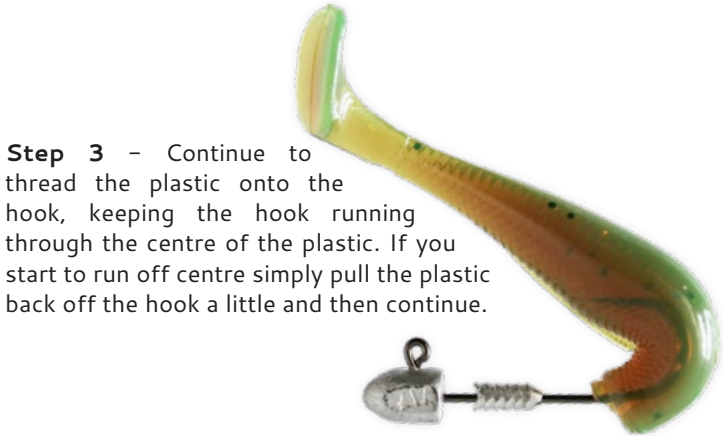 Step 3 – Continue to
thread the plastic onto the
hook, keeping the hook running
through the centre of the plastic. If you
start to run off centre simply pull the plastic
back off the hook a little and then continue.